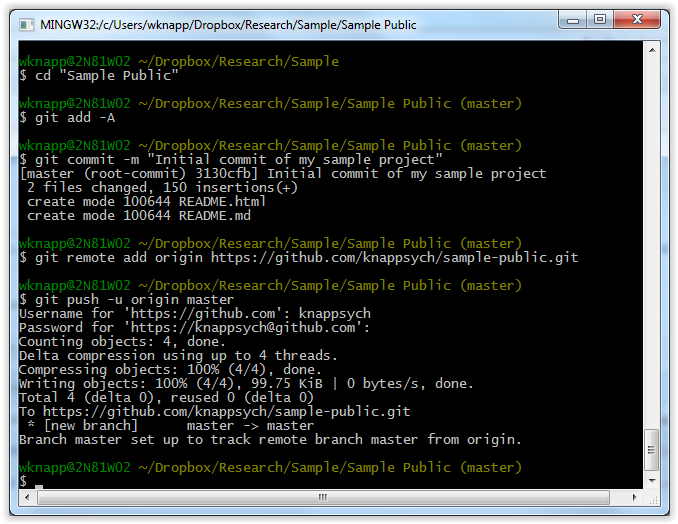 MINGW32:/c/Users/wknapp/Dropbox/Research/Sample/Sample Public
wknapp@2N81WO2 ~/Dropbox/Research/Sample
$ cd "Sample Public"
wknapp@2N81WO2 ~/Dropbox/Research/Sample/Sample Public (master)
$ git add -A
wknapp@2N81WO2 ~/Dropbox/Research/Sample/Sample Public (master)
$ git commit -m "Initial commit of my sample project"
[master (root-commit) 3130cfb] Initial commit of my sample project
 2 files changed, 150 insertions(+)
 create mode 100644 README.html
 create mode 100644 README.md
wknapp@2N81WO2 ~/Dropbox/Research/Sample/Sample Public (master)
$ git remote add origin https://github.com/knappsych/sample-public.git
wknapp@2N81WO2 ~/Dropbox/Research/Sample/Sample Public (master)
$ git push -u origin master
Username for 'https://github.com': knappsych
Password for 'https://knappsych@github.com':
Counting objects: 4, done.
Delta compression using up to 4 threads.
Compressing objects: 100% (4/4), done.
Writing objects: 100% (4/4), 99.75 KiB | 0 bytes/s, done.
Total 4 (delta 0), reused 0 (delta 0)
To https://github.com/knappsych/sample-public.git
 * [new branch]      master -> master
Branch master set up to track remote branch master from origin.
wknapp@2N81WO2 ~/Dropbox/Research/Sample/Sample Public (master)
$